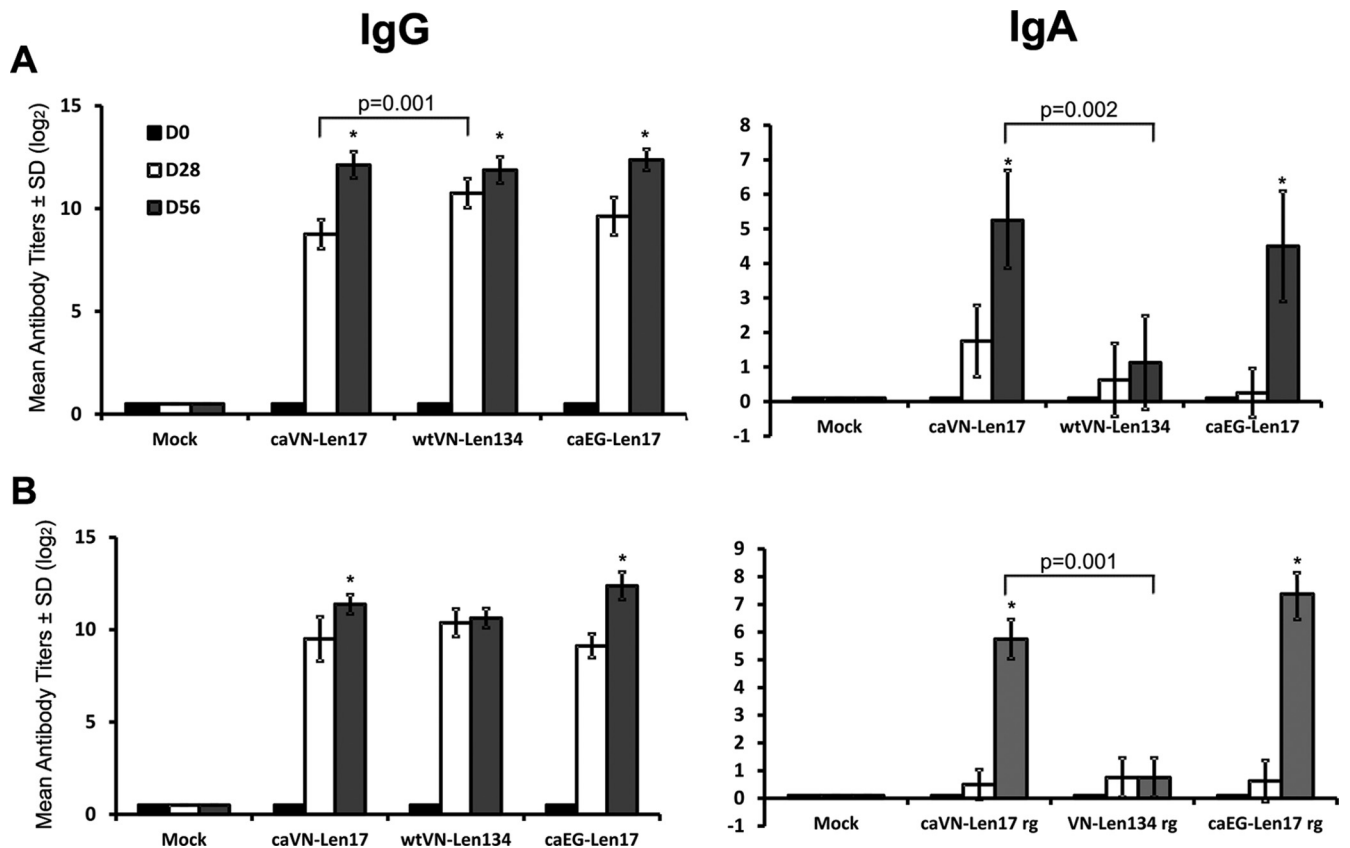 IgG
IgA
A
Mean Antibody Titers ± SD (log2)
15
10
5
0
D0
D28
D56
p=0.001
*
*
*
Mock
caVN-Len17
wtVN-Len134
caEG-Len17
8
7
6
5
4
3
2
1
0
-1
p=0.002
*
*
Mock
caVN-Len17
wtVN-Len134
caEG-Len17
B
Mean Antibody Titers ± SD (log2)
15
10
5
0
*
*
Mock
caVN-Len17
wtVN-Len134
caEG-Len17
9
8
7
6
5
4
3
2
1
0
-1
p=0.001
*
*
Mock
caVN-Len17 rg
VN-Len134 rg
caEG-Len17 rg